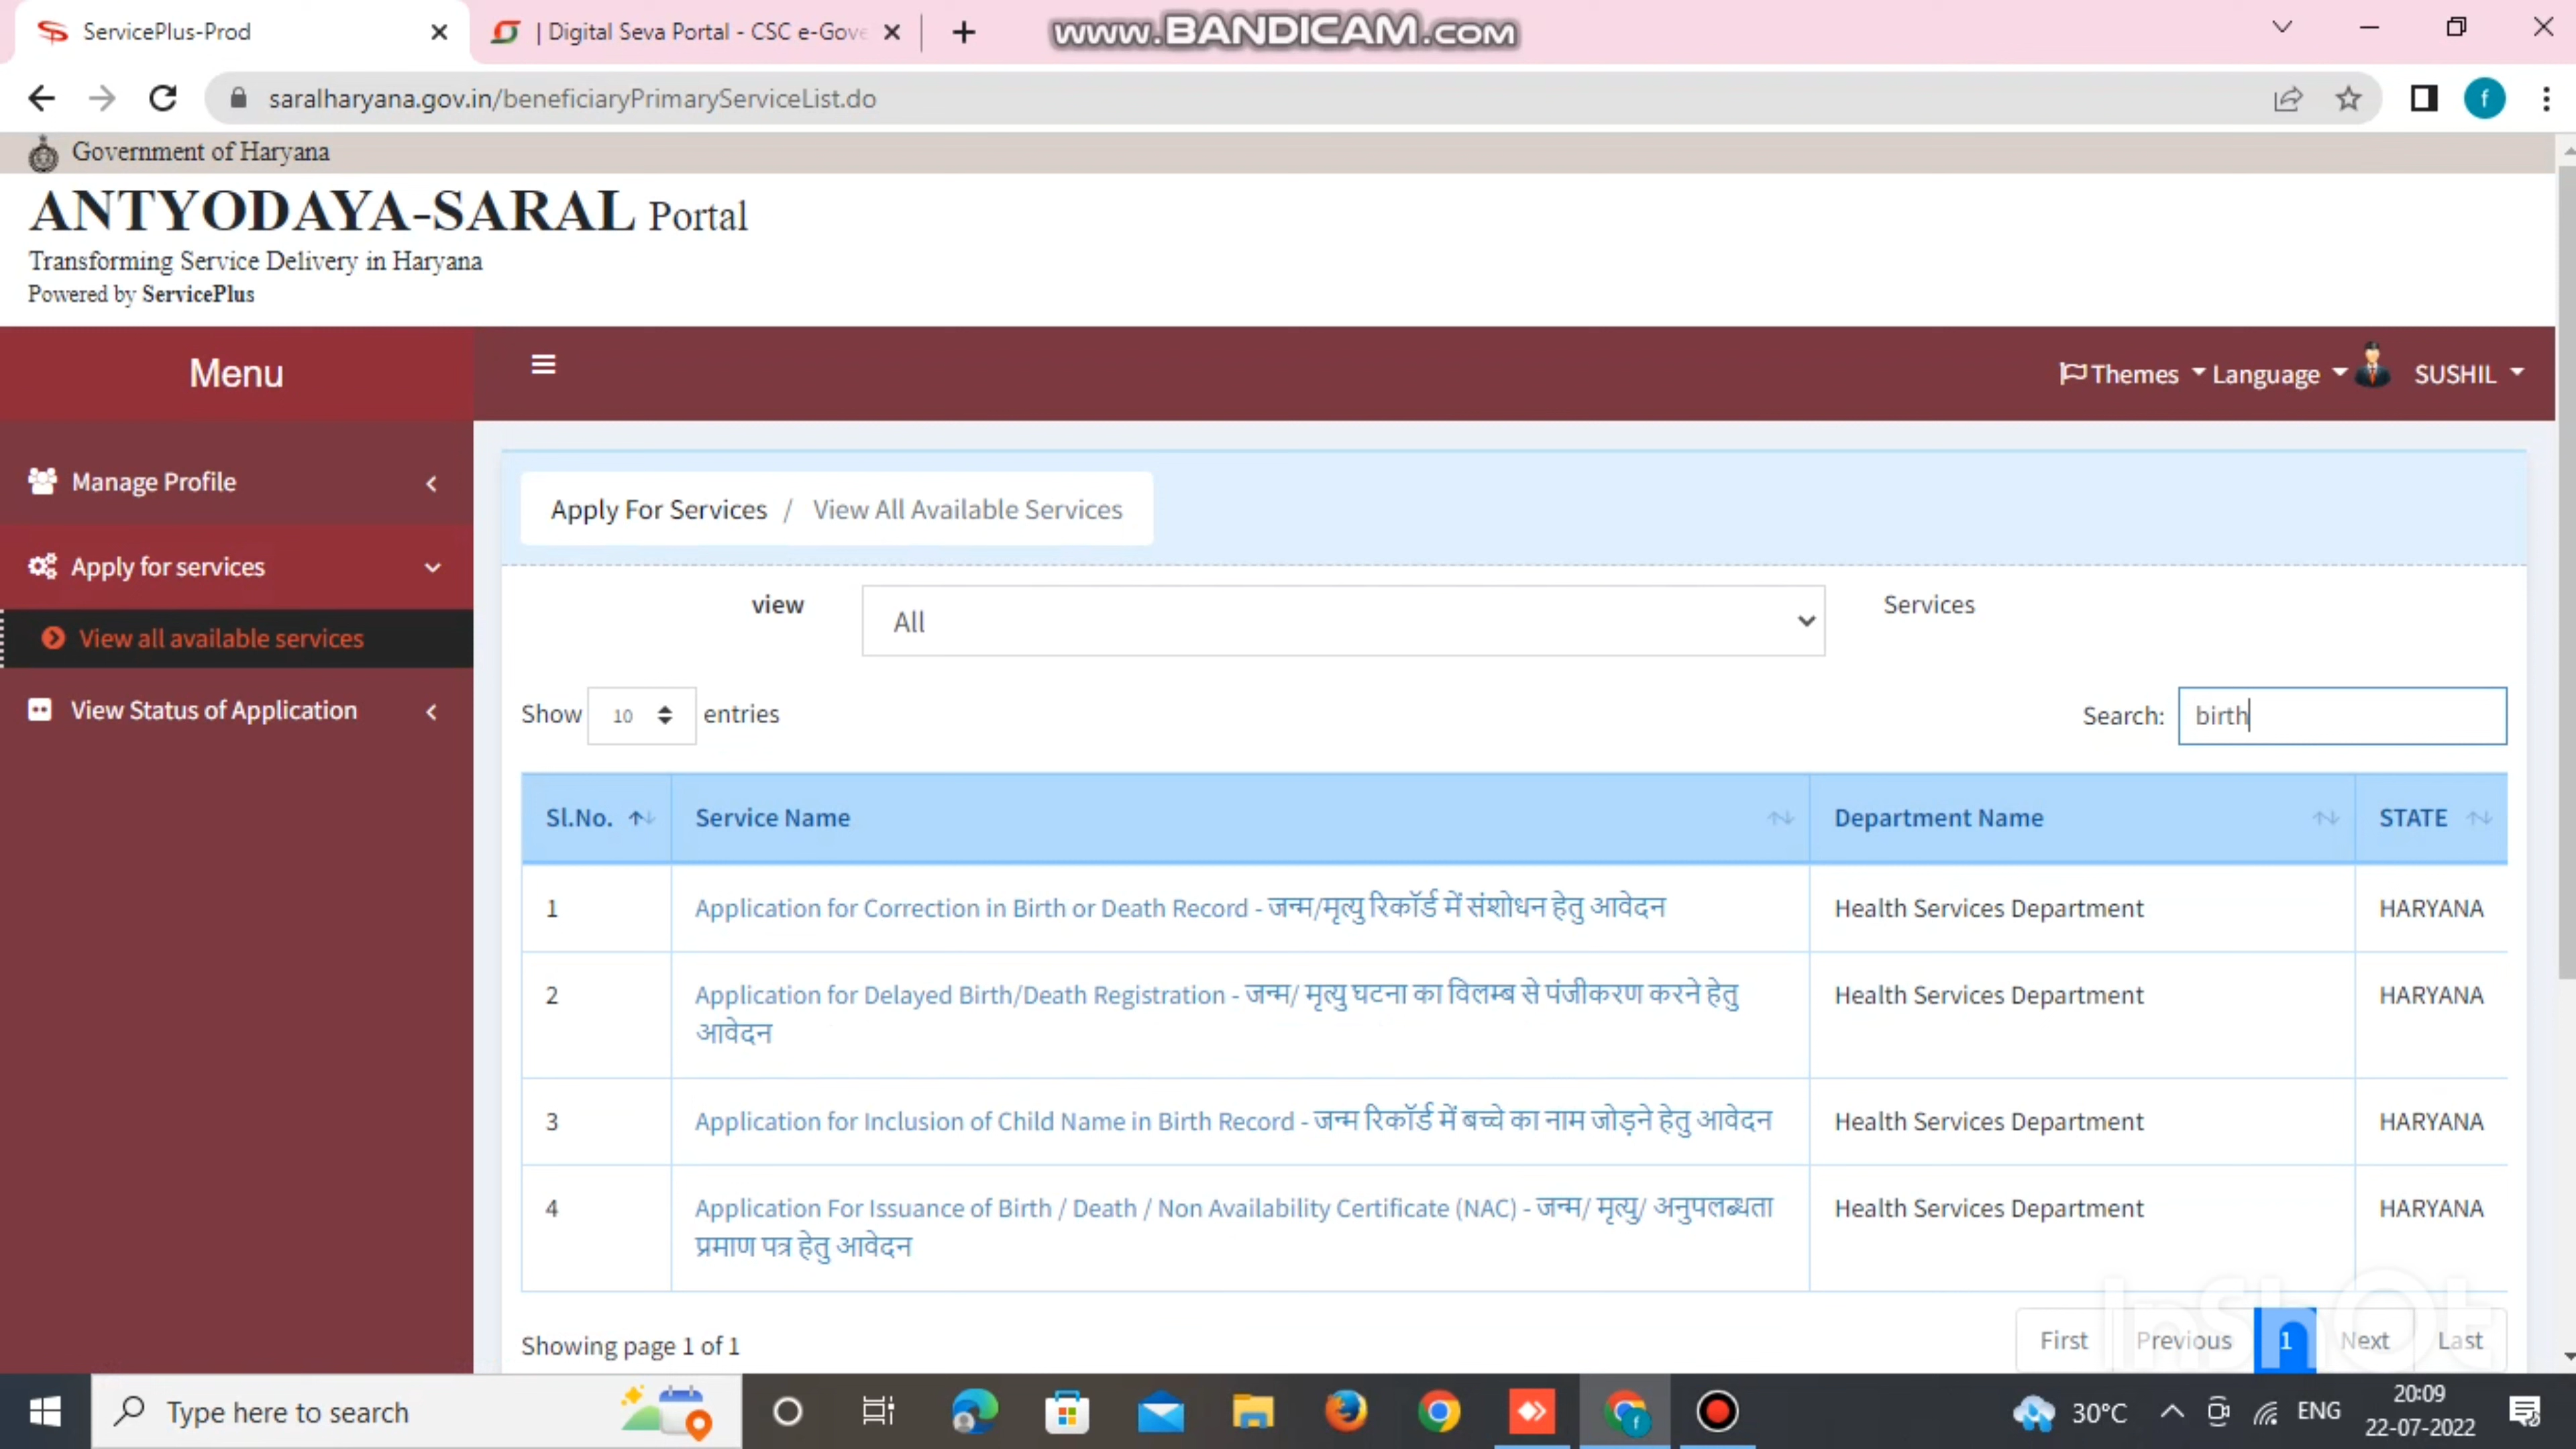 ServicePlus-Prod
| Digital Seva Portal - CSC e-Gove
www.BANDICAM.com
saralharyana.gov.in/beneficiaryPrimaryServiceList.do
f
Government of Haryana
ANTYODAYA-SARAL Portal
Transforming Service Delivery in Haryana
Powered by ServicePlus
Menu
Themes Language SUSHIL
Manage Profile
Apply for services
View all available services
View Status of Application
Apply For Services / View All Available Services
view All Services
Show 10 entries
Search: birth
Sl.No. Service Name Department Name STATE
1 Application for Correction in Birth or Death Record - जन्म/मृत्यु रिकॉर्ड में संशोधन हेतु आवेदन Health Services Department HARYANA
2 Application for Delayed Birth/Death Registration - जन्म/ मृत्यु घटना का विलम्ब से पंजीकरण करने हेतु Health Services Department HARYANA
आवेदन
3 Application for Inclusion of Child Name in Birth Record - जन्म रिकॉर्ड में बच्चे का नाम जोड़ने हेतु आवेदन Health Services Department HARYANA
4 Application For Issuance of Birth / Death / Non Availability Certificate (NAC) - जन्म/ मृत्यु/ अनुपलब्धता Health Services Department HARYANA
प्रमाण पत्र हेतु आवेदन
InShOt
Showing page 1 of 1
First Previous 1 Next Last
Type here to search
f
30°C
ENG
20:09
22-07-2022